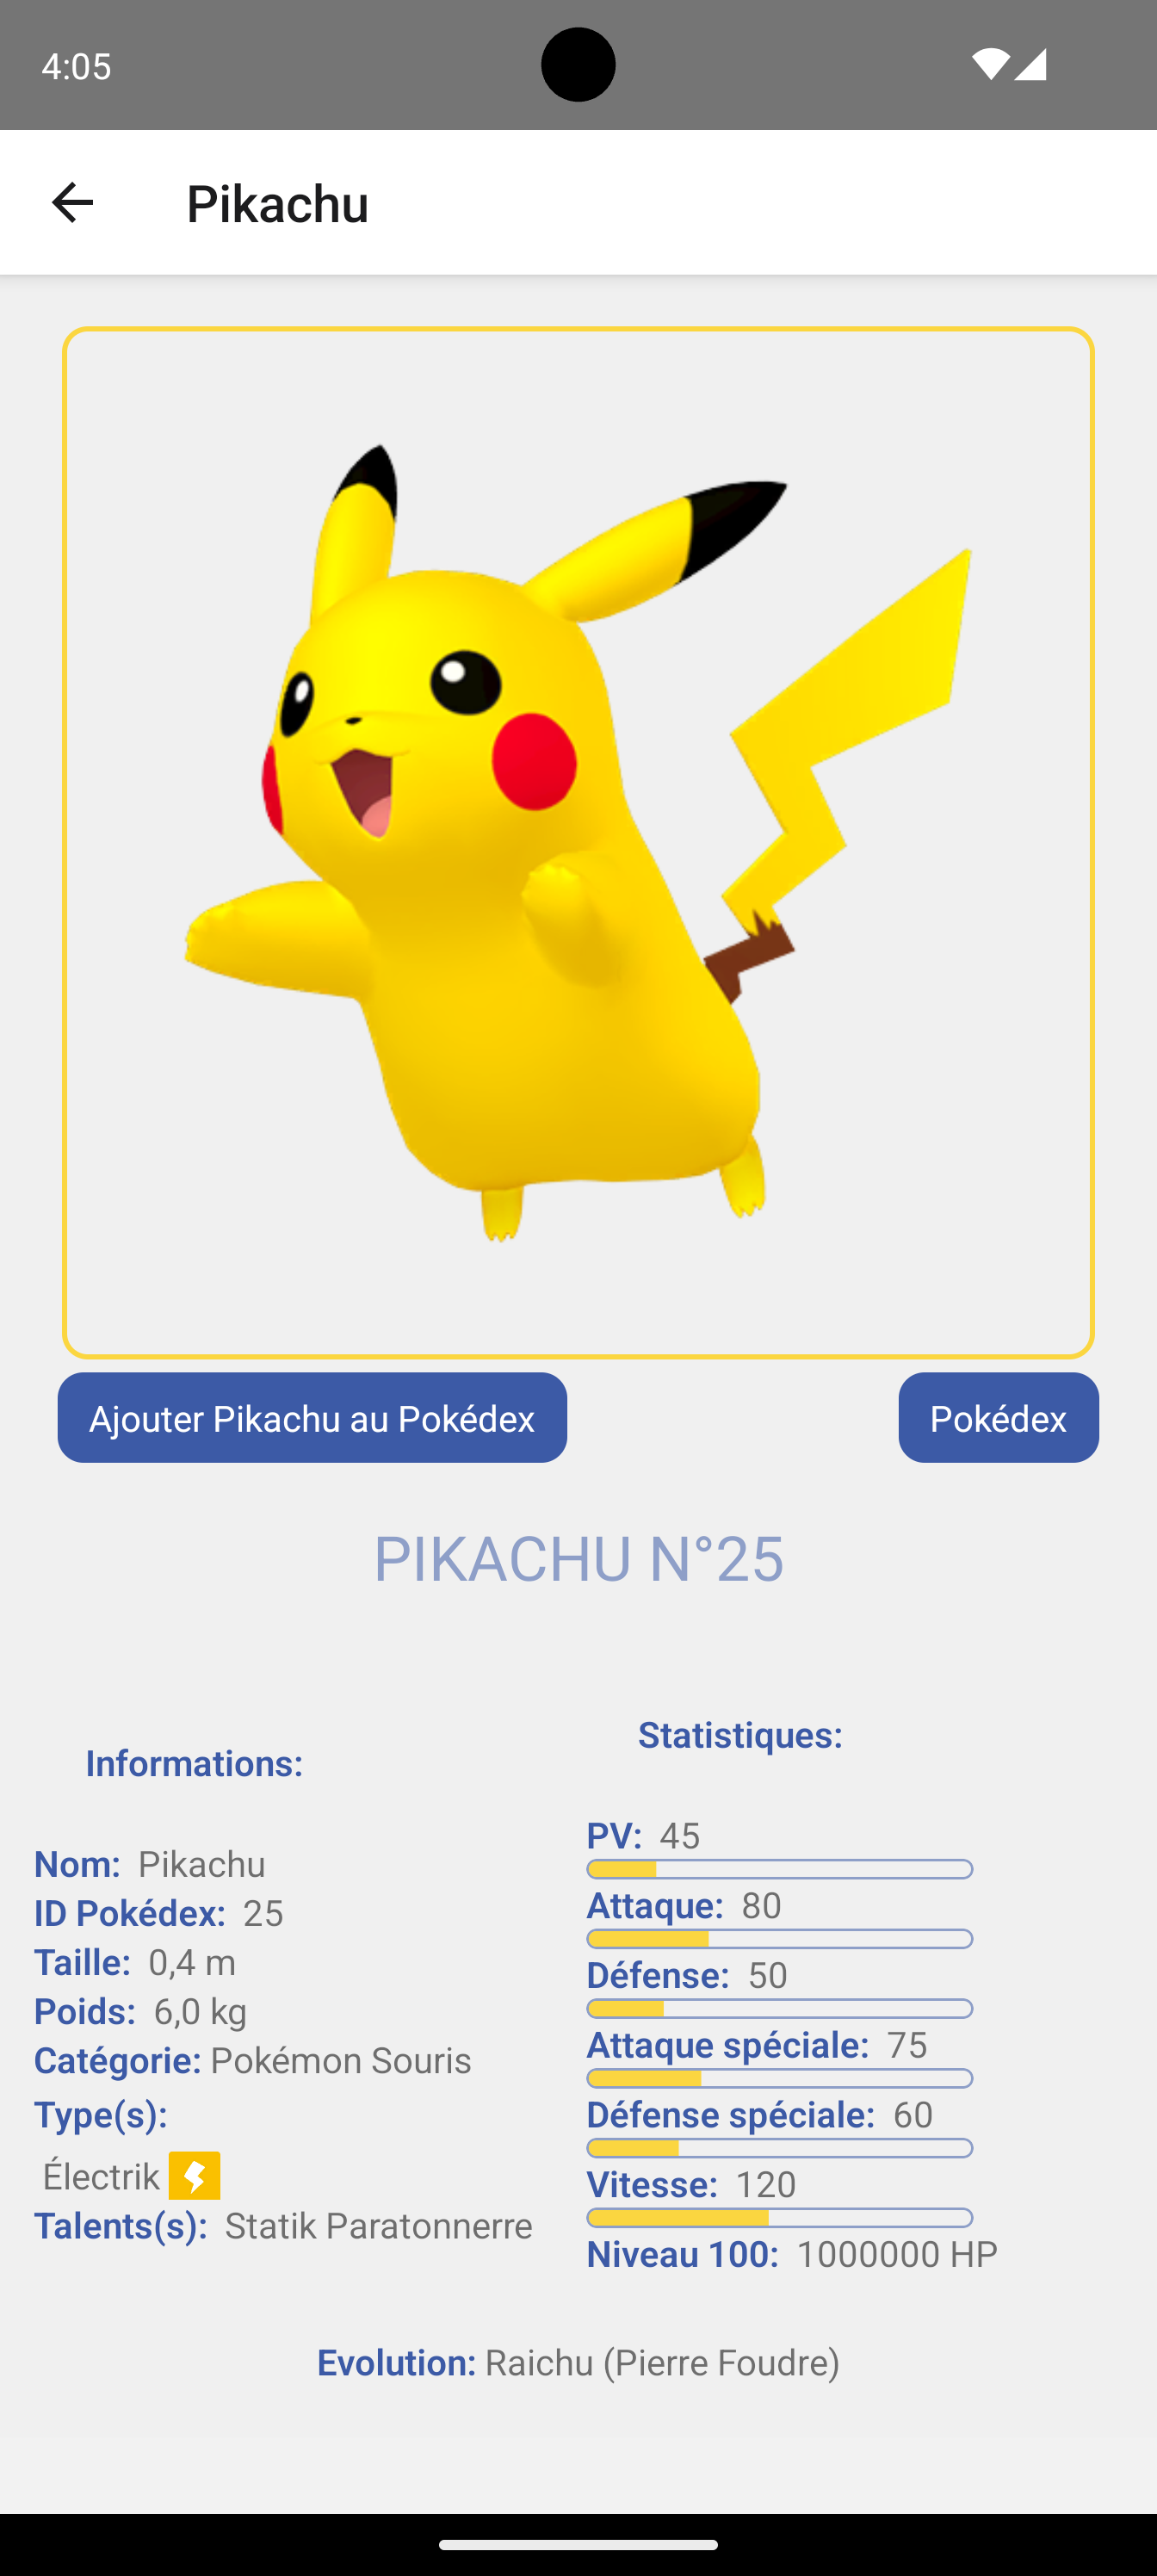 4:05
Pikachu
Ajouter Pikachu au Pokédex
Pokédex
PIKACHU N°25
Informations:
Nom: Pikachu
ID Pokédex: 25
Taille: 0,4 m
Poids: 6,0 kg
Catégorie: Pokémon Souris
Type(s):
Électrik
Talents(s): Statik Paratonnerre
Statistiques:
PV: 45
Attaque: 80
Défense: 50
Attaque spéciale: 75
Défense spéciale: 60
Vitesse: 120
Niveau 100: 1000000 HP
Evolution: Raichu (Pierre Foudre)